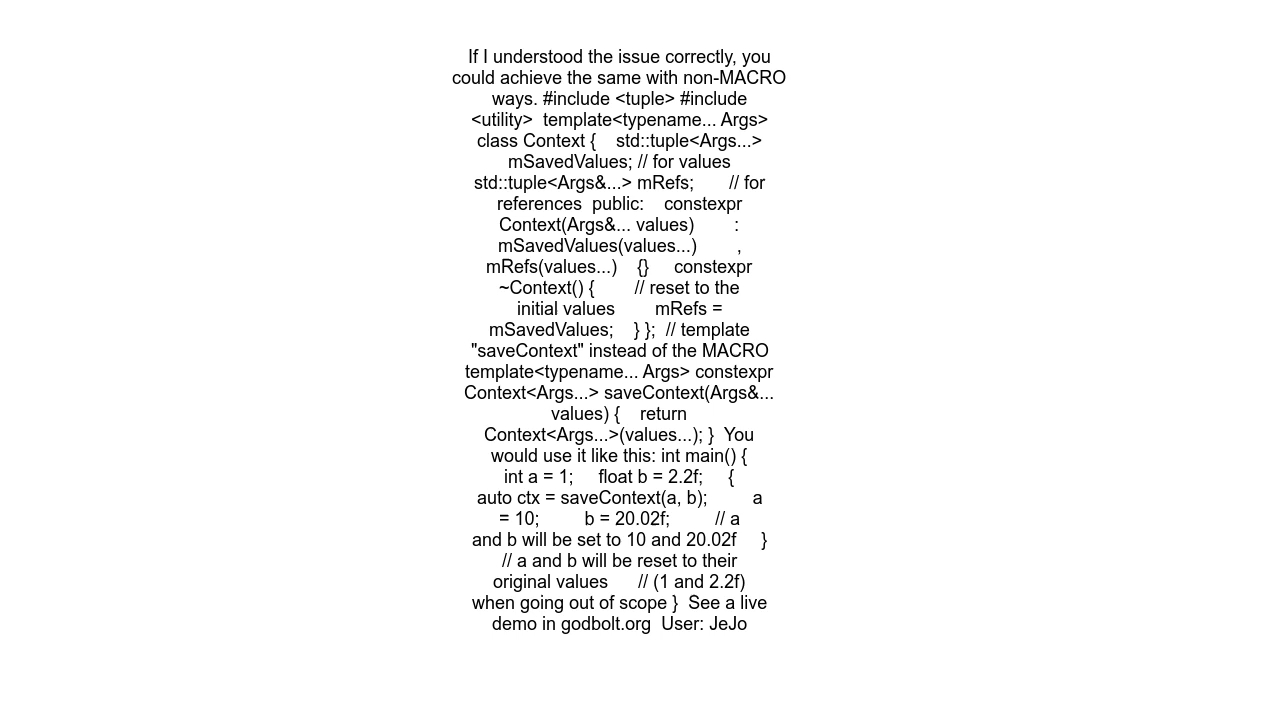 If I understood the issue correctly, you
could achieve the same with non-MACRO
ways. #include <tuple> #include
<utility>  template<typename... Args>
class Context {    std::tuple<Args...>
mSavedValues; // for values
std::tuple<Args&...> mRefs;       // for
references  public:    constexpr
Context(Args&... values)        :
mSavedValues(values...)        ,
mRefs(values...)    {}     constexpr
~Context() {        // reset to the
initial values        mRefs =
mSavedValues;    } };  // template
"saveContext" instead of the MACRO
template<typename... Args> constexpr
Context<Args...> saveContext(Args&...
values) {    return
Context<Args...>(values...); }  You
would use it like this: int main() {
int a = 1;     float b = 2.2f;     {
auto ctx = saveContext(a, b);         a
= 10;         b = 20.02f;         // a
and b will be set to 10 and 20.02f     }
// a and b will be reset to their
original values      // (1 and 2.2f)
when going out of scope }  See a live
demo in godbolt.org  User: JeJo